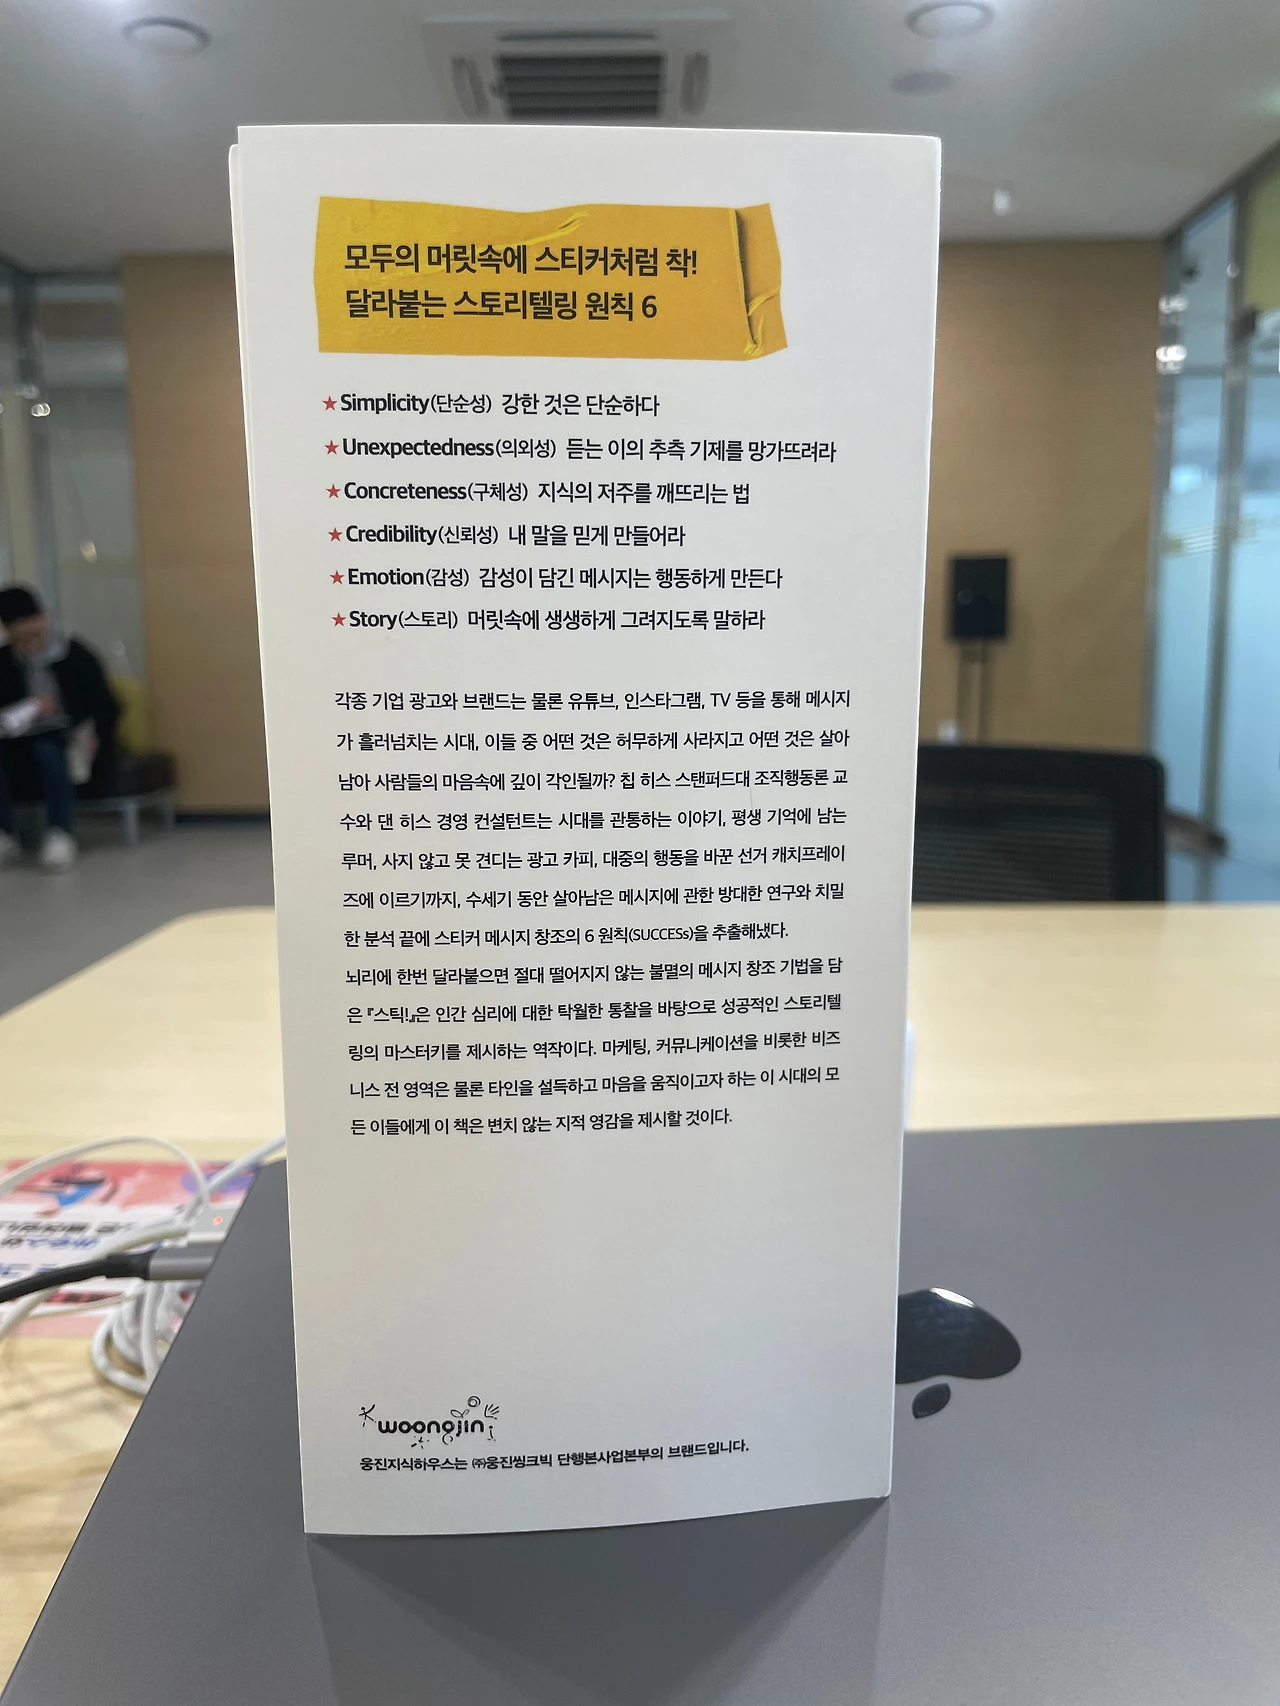 모두의 머릿속에 스티커처럼 착!
달라붙는 스토리텔링 원칙 6
★Simplicity(단순성) 강한 것은 단순하다
★Unexpectedness(의외성) 듣는 이의 추측 기제를 망가뜨려라
★Concreteness(구체성) 지식의 저주를 깨뜨리는 법
★Credibility(신뢰성) 내 말을 믿게 만들어라
★Emotion(감성) 감성이 담긴 메시지는 행동하게 만든다
★Story(스토리) 머릿속에 생생하게 그려지도록 말하라
각종 기업 광고와 브랜드는 물론 유튜브, 인스타그램, TV 등을 통해 메시지
가 흘러넘치는 시대, 이들 중 어떤 것은 허무하게 사라지고 어떤 것은 살아
남아 사람들의 마음속에 깊이 각인될까? 칩 히스 스탠퍼드대 조직행동론 교
수와 댄 히스 경영 컨설턴트는 시대를 관통하는 이야기, 평생 기억에 남는
루머, 사지 않고 못 견디는 광고 카피, 대중의 행동을 바꾼 선거 캐치프레이
즈에 이르기까지, 수세기 동안 살아남은 메시지에 관한 방대한 연구와 치밀
한 분석 끝에 스티커 메시지 창조의 6 원칙(SUCCESs)을 추출해냈다.
뇌리에 한번 달라붙으면 절대 떨어지지 않는 불멸의 메시지 창조 기법을 담
은 『스틱!』은 인간 심리에 대한 탁월한 통찰을 바탕으로 성공적인 스토리텔
링의 마스터키를 제시하는 역작이다. 마케팅, 커뮤니케이션을 비롯한 비즈
니스 전 영역은 물론 타인을 설득하고 마음을 움직이고자 하는 이 시대의 모
든 이들에게 이 책은 변치 않는 지적 영감을 제시할 것이다.
woongjin
웅진지식하우스는 ㈜웅진씽크빅 단행본사업본부의 브랜드입니다.